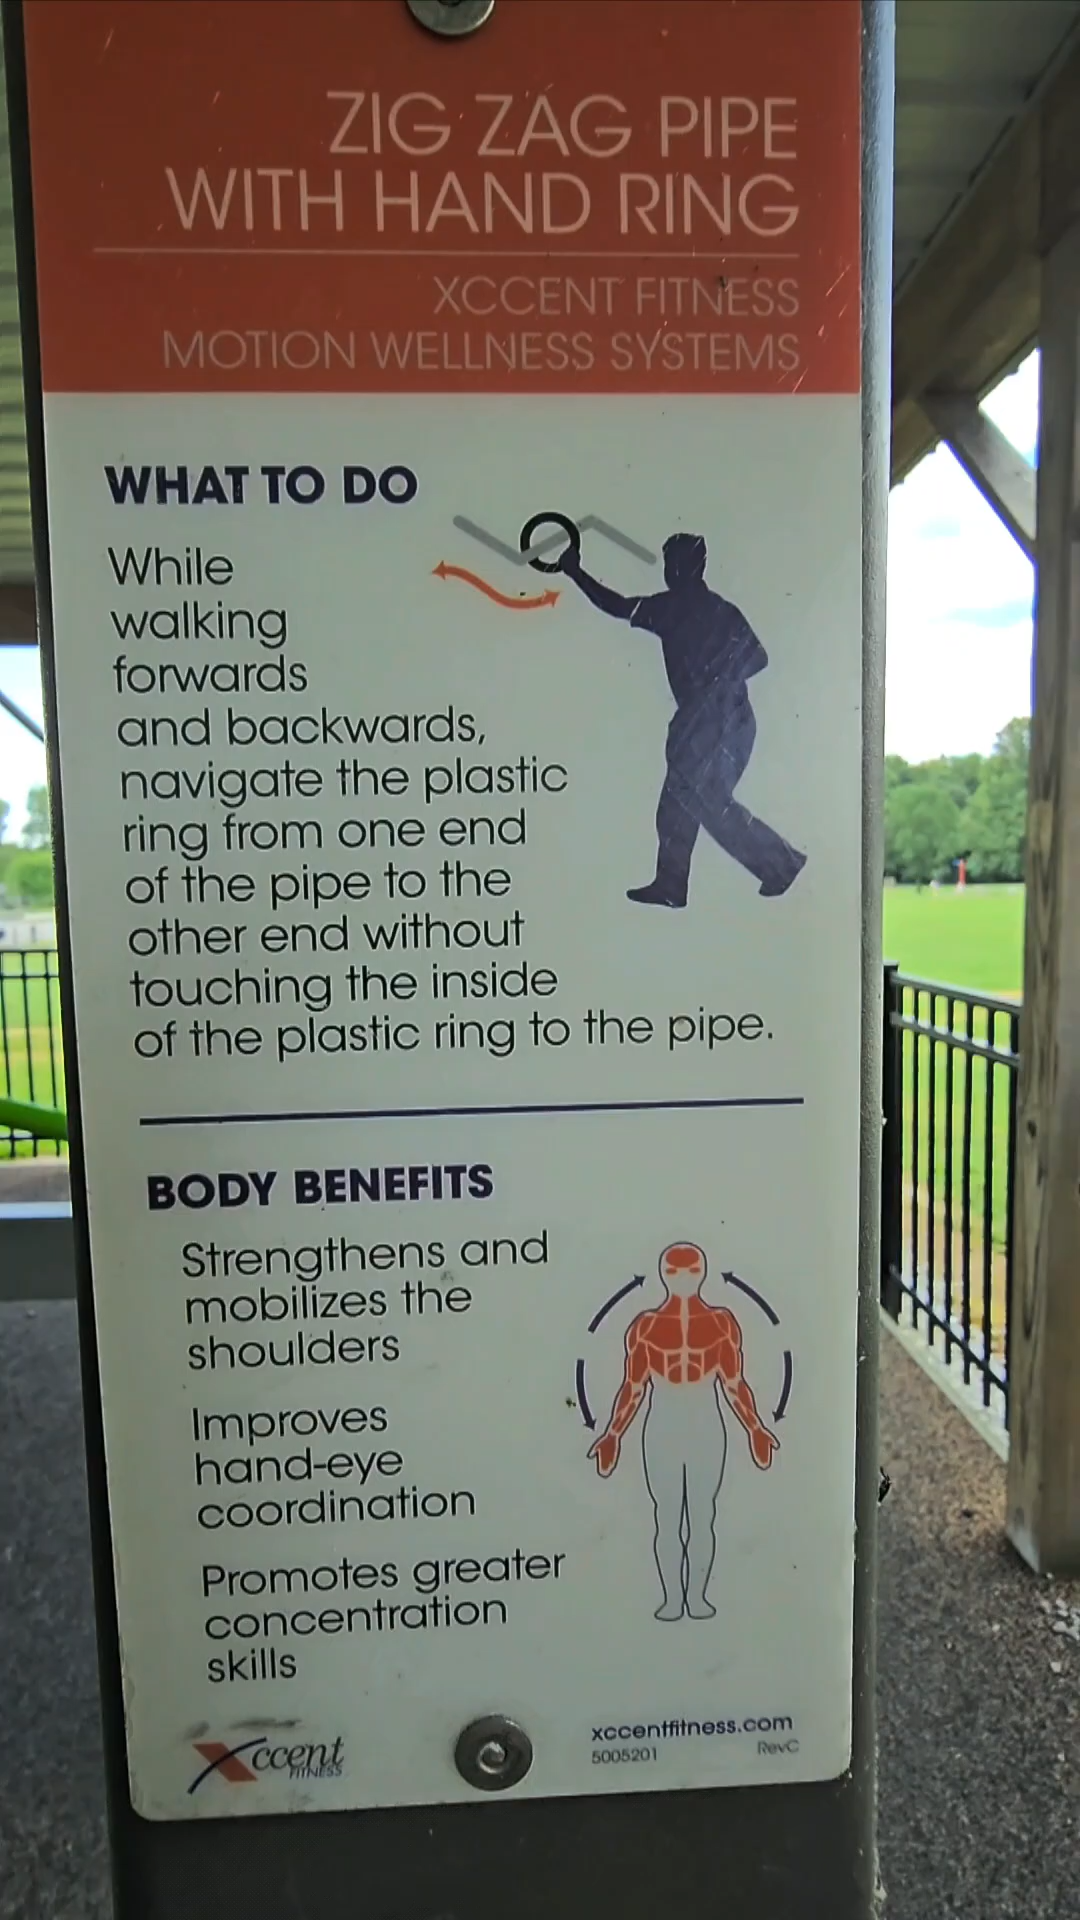 ZIG ZAG PIPE
WITH HAND RING
XCCENT FITNESS
MOTION WELLNESS SYSTEMS
WHAT TO DO
While
walking
forwards
and backwards,
navigate the plastic
ring from one end
of the pipe to the
other end without
touching the inside
of the plastic ring to the pipe.
BODY BENEFITS
Strengthens and
mobilizes the
shoulders
Improves
hand-eye
coordination
Promotes greater
concentration
skills
Xccent
FITNESS
xccentfitness.com
5005201 RevC